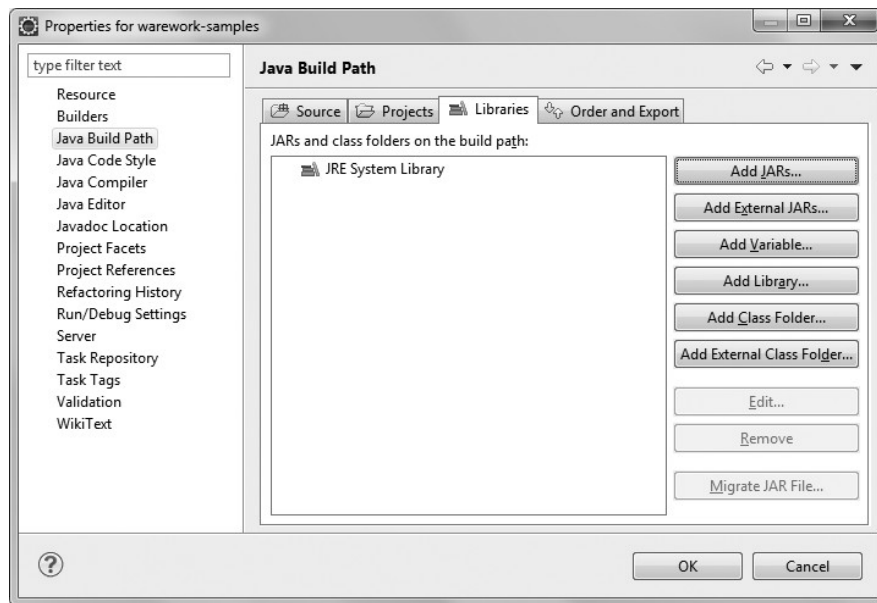 Properties for warework-samples
type filter text
Resource
Builders
Java Build Path
Java Code Style
Java Compiler
Java Editor
Javadoc Location
Project Facets
Project References
Refactoring History
Run/Debug Settings
Server
Task Repository
Task Tags
Validation
WikiText
Java Build Path
Source Projects Libraries Order and Export
JARs and class folders on the build path:
JRE System Library
Add JARs...
Add External JARs...
Add Variable...
Add Library...
Add Class Folder...
Add External Class Folder...
Edit...
Remove
Migrate JAR File...
OK Cancel